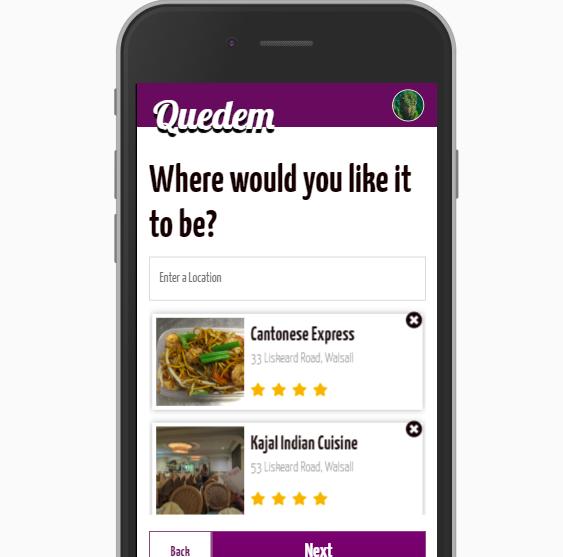 Quedem
Where would you like it
to be?
Enter a Location
Cantonese Express
33 Liskeard Road, Walsall
Kajal Indian Cuisine
53 Liskeard Road, Walsall
Back
Next